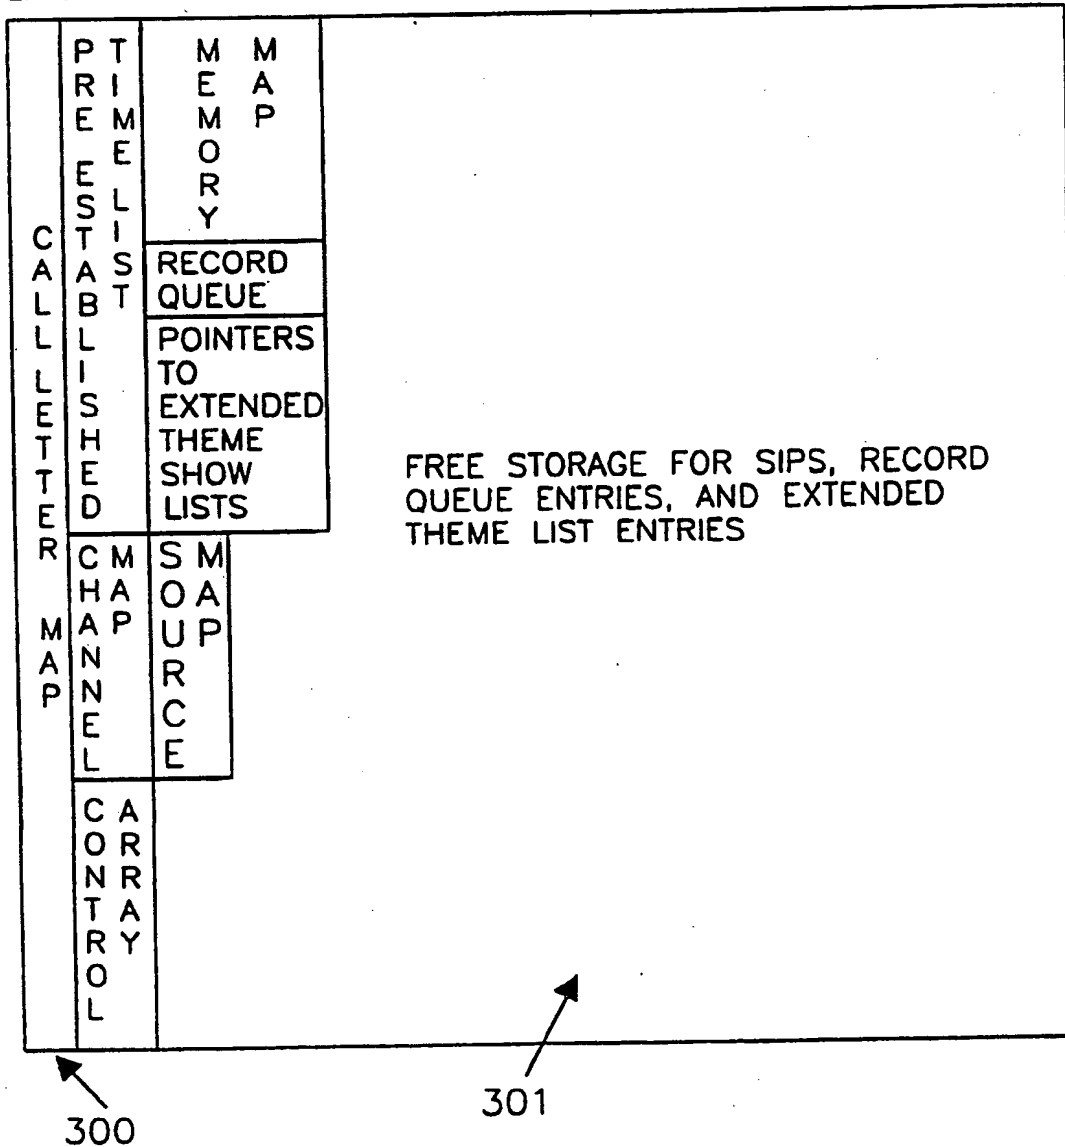 CALL LETTER MAP
PRE ESTABLISHED
TIME LIST
MEMORY
MAP
RECORD
QUEUE
POINTERS
TO
EXTENDED
THEME
SHOW
LISTS
CHANNEL
MAP
SOURCE
MAP
CONTROL
ARRAY
FREE STORAGE FOR SIPS, RECORD
QUEUE ENTRIES, AND EXTENDED
THEME LIST ENTRIES
300
301